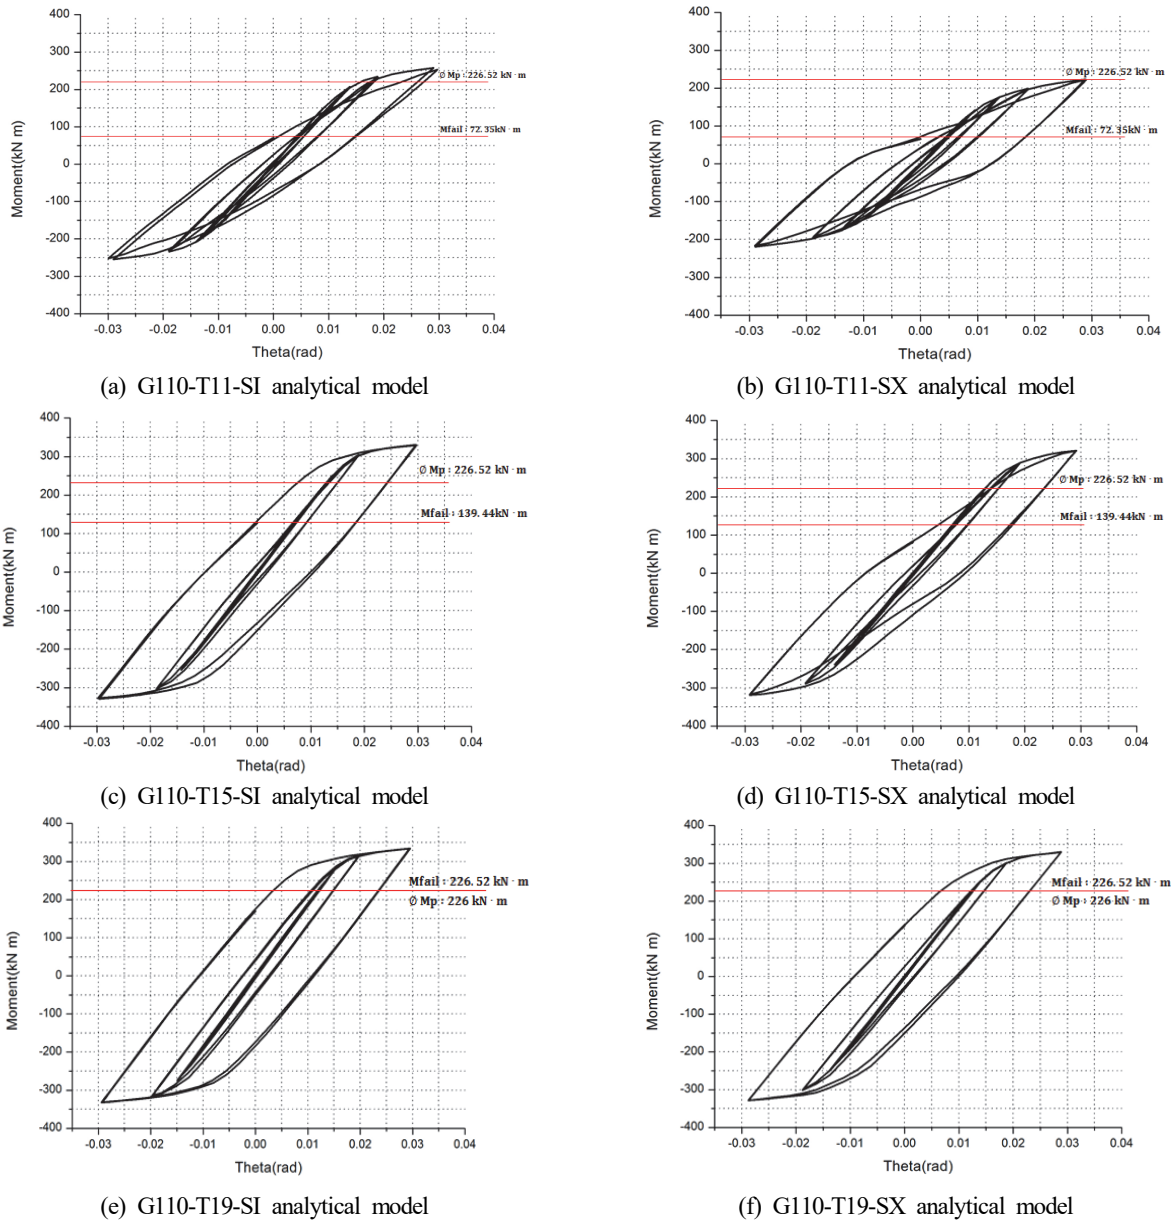 400
300
200
100
0
-100
-200
-300
-400
Moment(kN m)
Ø Mp : 226.52 kN · m
Mfail : 72.35kN · m
-0.03 -0.02 -0.01 0.00 0.01 0.02 0.03 0.04
Theta(rad)
(a) G110-T11-SI analytical model
400
300
200
100
0
-100
-200
-300
-400
Moment(kN m)
Ø Mp : 226.52 kN · m
Mfail : 72.35kN · m
-0.03 -0.02 -0.01 0.00 0.01 0.02 0.03 0.04
Theta(rad)
(b) G110-T11-SX analytical model
400
300
200
100
0
-100
-200
-300
-400
Moment(kN m)
Ø Mp : 226.52 kN · m
Mfail : 139.44kN · m
-0.03 -0.02 -0.01 0.00 0.01 0.02 0.03 0.04
Theta(rad)
(c) G110-T15-SI analytical model
400
300
200
100
0
-100
-200
-300
-400
Moment(kN m)
Ø Mp : 226.52 kN · m
Mfail : 139.44kN · m
-0.03 -0.02 -0.01 0.00 0.01 0.02 0.03 0.04
Theta(rad)
(d) G110-T15-SX analytical model
400
300
200
100
0
-100
-200
-300
-400
Moment(kN m)
Mfail : 226.52 kN · m
Ø Mp : 226 kN · m
-0.03 -0.02 -0.01 0.00 0.01 0.02 0.03 0.04
Theta(rad)
(e) G110-T19-SI analytical model
400
300
200
100
0
-100
-200
-300
-400
Moment(kN m)
Mfail : 226.52 kN · m
Ø Mp : 226 kN · m
-0.03 -0.02 -0.01 0.00 0.01 0.02 0.03 0.04
Theta(rad)
(f) G110-T19-SX analytical model